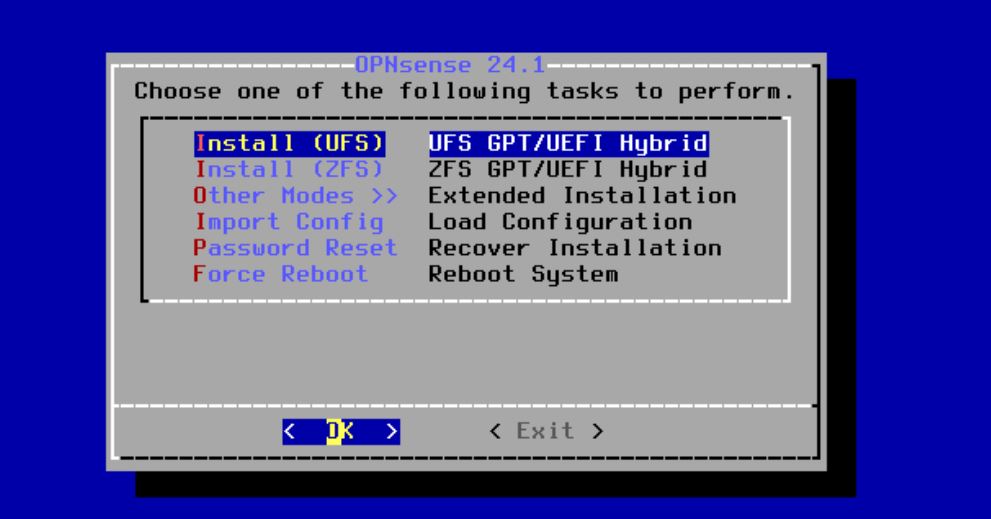 OPNsense 24.1
Choose one of the following tasks to perform.
Install (UFS) UFS GPT/UEFI Hybrid
Install (ZFS) ZFS GPT/UEFI Hybrid
Other Modes >> Extended Installation
Import Config Load Configuration
Password Reset Recover Installation
Force Reboot Reboot System
< OK > < Exit >